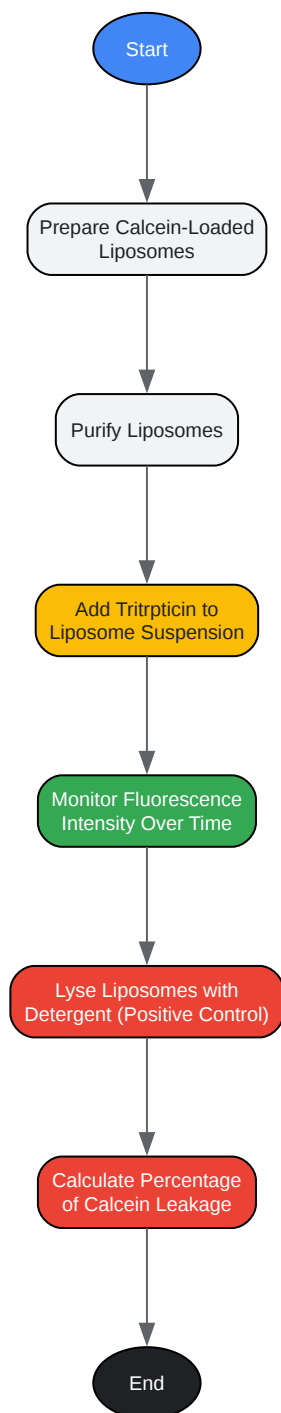 Start
Prepare Calcein-Loaded
Liposomes
Purify Liposomes
Add Tritrpticin to
Liposome Suspension
Monitor Fluorescence
Intensity Over Time
Lyse Liposomes with
Detergent (Positive Control)
Calculate Percentage
of Calcein Leakage
End